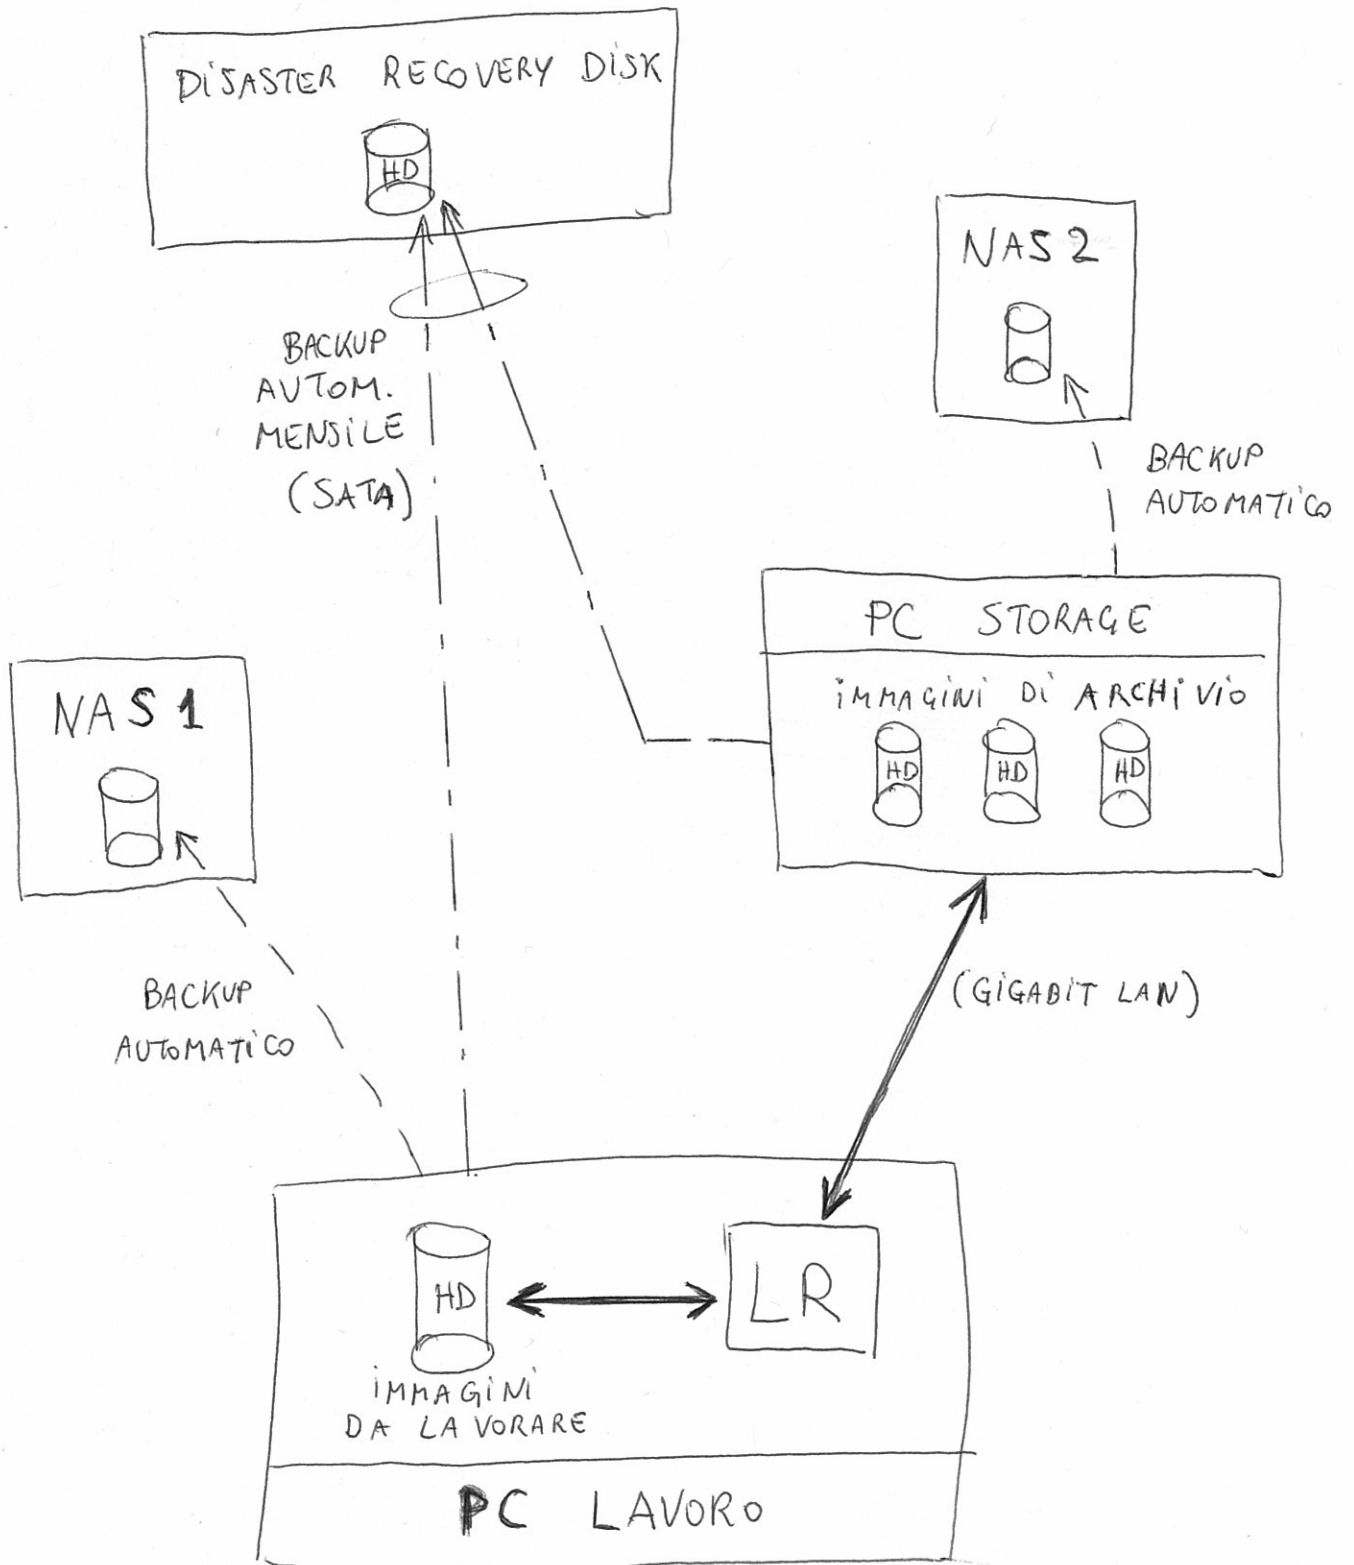 DISASTER RECOVERY DISK
HD
NAS 2
BACKUP
AUTOM.
MENSILE
(SATA)
BACKUP
AUTOMATICO
PC STORAGE
IMMAGINI DI ARCHIVIO
HD HD HD
NAS 1
BACKUP
AUTOMATICO
(GIGABIT LAN)
HD
LR
IMMAGINI
DA LAVORARE
PC LAVORO